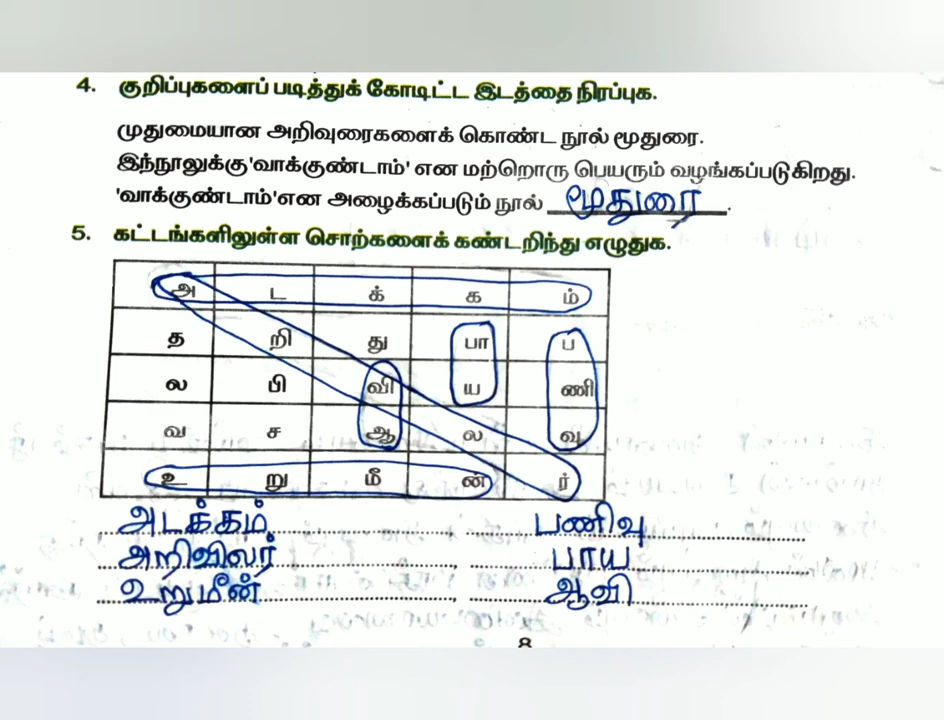 4. குறிப்புகளைப் படித்துக் கோடிட்ட இடத்தை நிரப்புக.
முதுமையான அறிவுரைகளைக் கொண்ட நூல் மூதுரை.
இந்நூலுக்கு 'வாக்குண்டாம்' என மற்றொரு பெயரும் வழங்கப்படுகிறது.
'வாக்குண்டாம்' என அழைக்கப்படும் நூல் மூதுரை.
5. கட்டங்களிலுள்ள சொற்களைக் கண்டறிந்து எழுதுக.
அ ட க் க ம்
த றி து பா ப
ல பி வி ய ணி
வ ச ஆ ல வு
உ று மீ ன் ர்
அடக்கம் பணிவு
அறிவிலர் பாய
உறுமீன் ஆவி
8